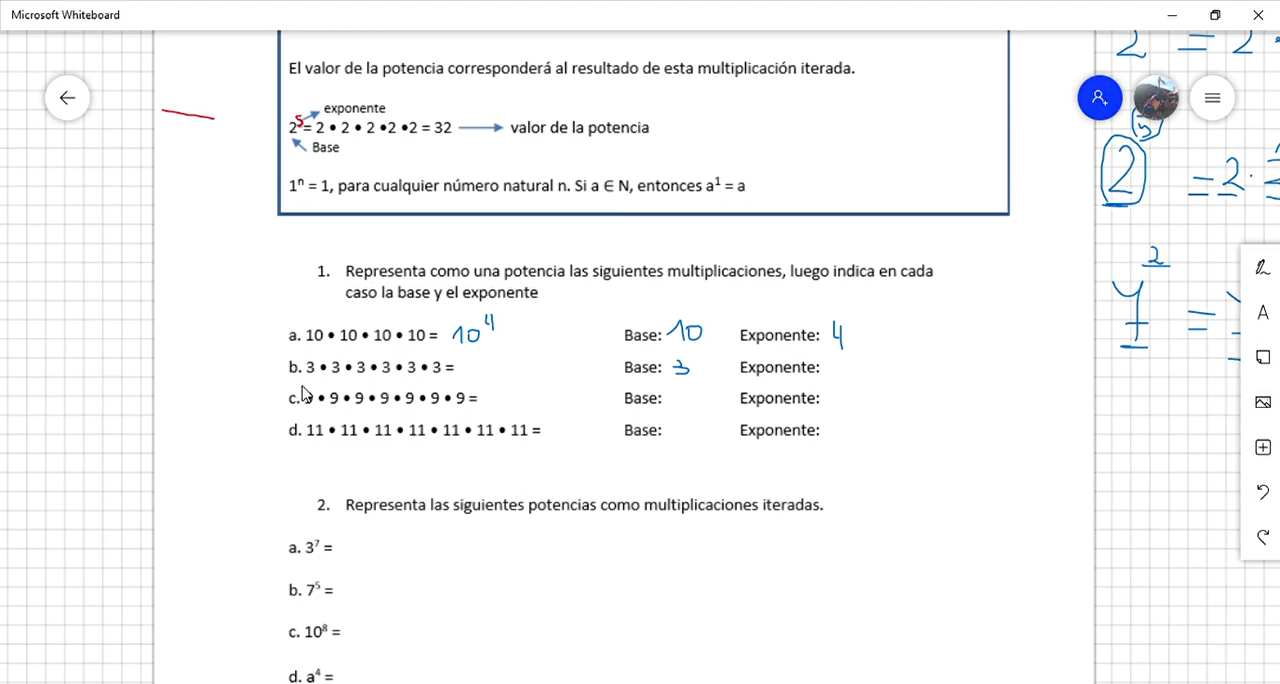 Microsoft Whiteboard
El valor de la potencia corresponderá al resultado de esta multiplicación iterada.
exponente
2⁵ = 2 • 2 • 2 •2 •2 = 32 → valor de la potencia
Base
1ⁿ = 1, para cualquier número natural n. Si a ∈ N, entonces a¹ = a
1. Representa como una potencia las siguientes multiplicaciones, luego indica en cada
caso la base y el exponente
a. 10 • 10 • 10 • 10 = 10⁴ Base: 10 Exponente: 4
b. 3 • 3 • 3 • 3 • 3 • 3 = Base: 3 Exponente:
c. • 9 • 9 • 9 • 9 • 9 • 9 = Base: Exponente:
d. 11 • 11 • 11 • 11 • 11 • 11 • 11 = Base: Exponente:
2. Representa las siguientes potencias como multiplicaciones iteradas.
a. 3⁷ =
b. 7⁵ =
c. 10⁸ =
d. a⁴ =
2 = 2 ·
2 = 2 ·
2
=
A